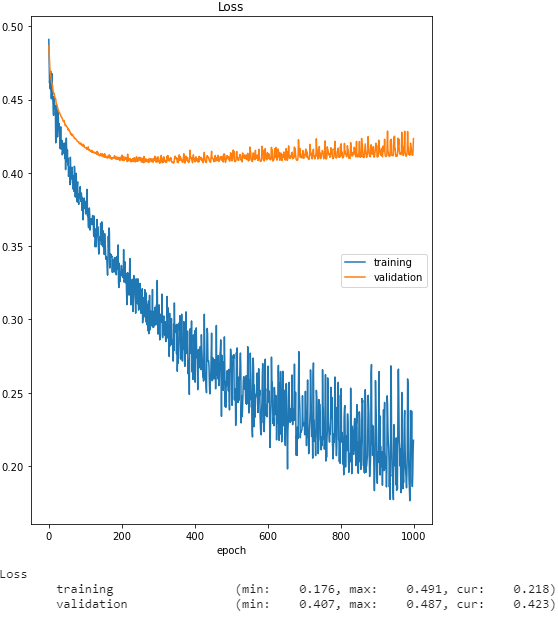 Loss
0.50
0.45
0.40
0.35
0.30
0.25
0.20
training
validation
0 200 400 600 800 1000
epoch
Loss
training (min: 0.176, max: 0.491, cur: 0.218)
validation (min: 0.407, max: 0.487, cur: 0.423)